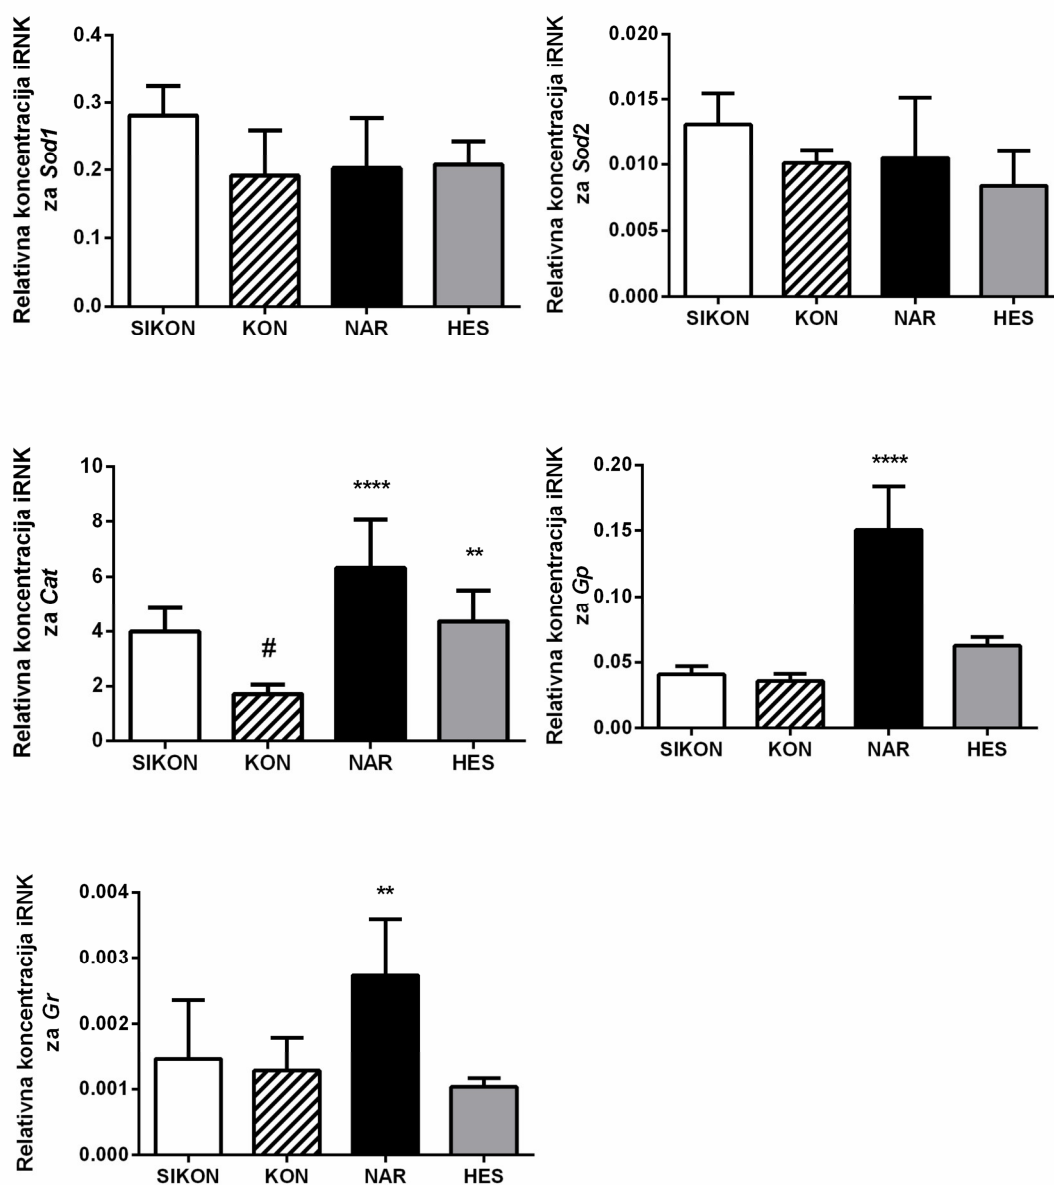 Relativna koncentracija iRNK
za Sod1
0.4
0.3
0.2
0.1
0.0
SIKON KON NAR HES
Relativna koncentracija iRNK
za Sod2
0.020
0.015
0.010
0.005
0.000
SIKON KON NAR HES
Relativna koncentracija iRNK
za Cat
10
8
6
4
2
0
****
**
#
SIKON KON NAR HES
Relativna koncentracija iRNK
za Gp
0.20
0.15
0.10
0.05
0.00
****
SIKON KON NAR HES
Relativna koncentracija iRNK
za Gr
0.004
0.003
0.002
0.001
0.000
**
SIKON KON NAR HES